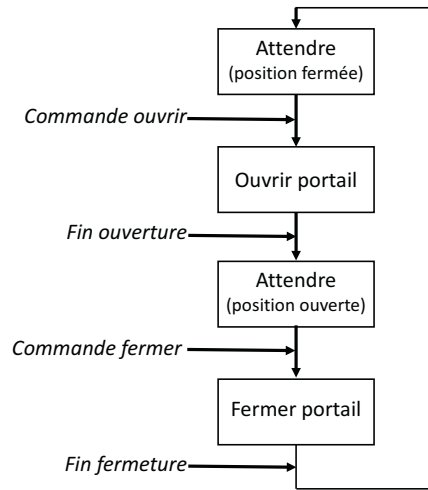 Attendre
(position fermée)
Commande ouvrir
Ouvrir portail
Fin ouverture
Attendre
(position ouverte)
Commande fermer
Fermer portail
Fin fermeture